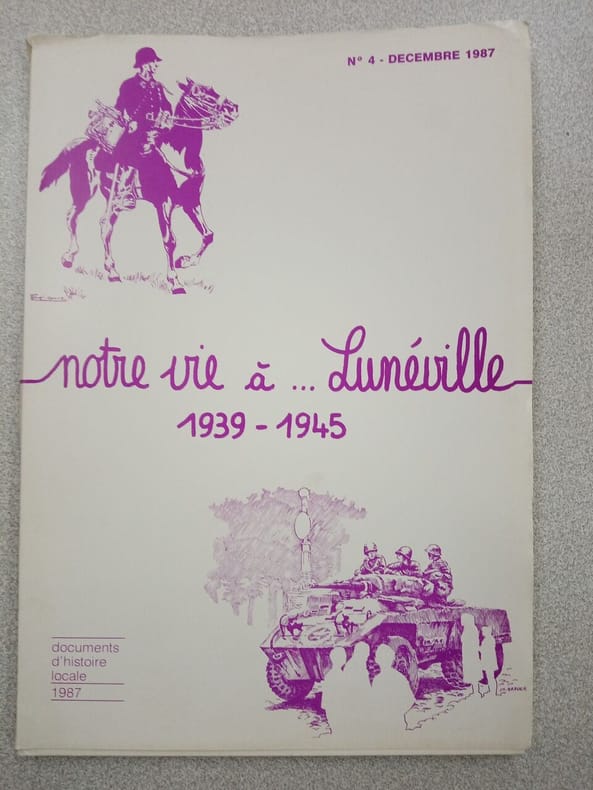 N° 4 - DECEMBRE 1987
notre vie à ... Lunéville
1939 - 1945
documents
d'histoire
locale
1987